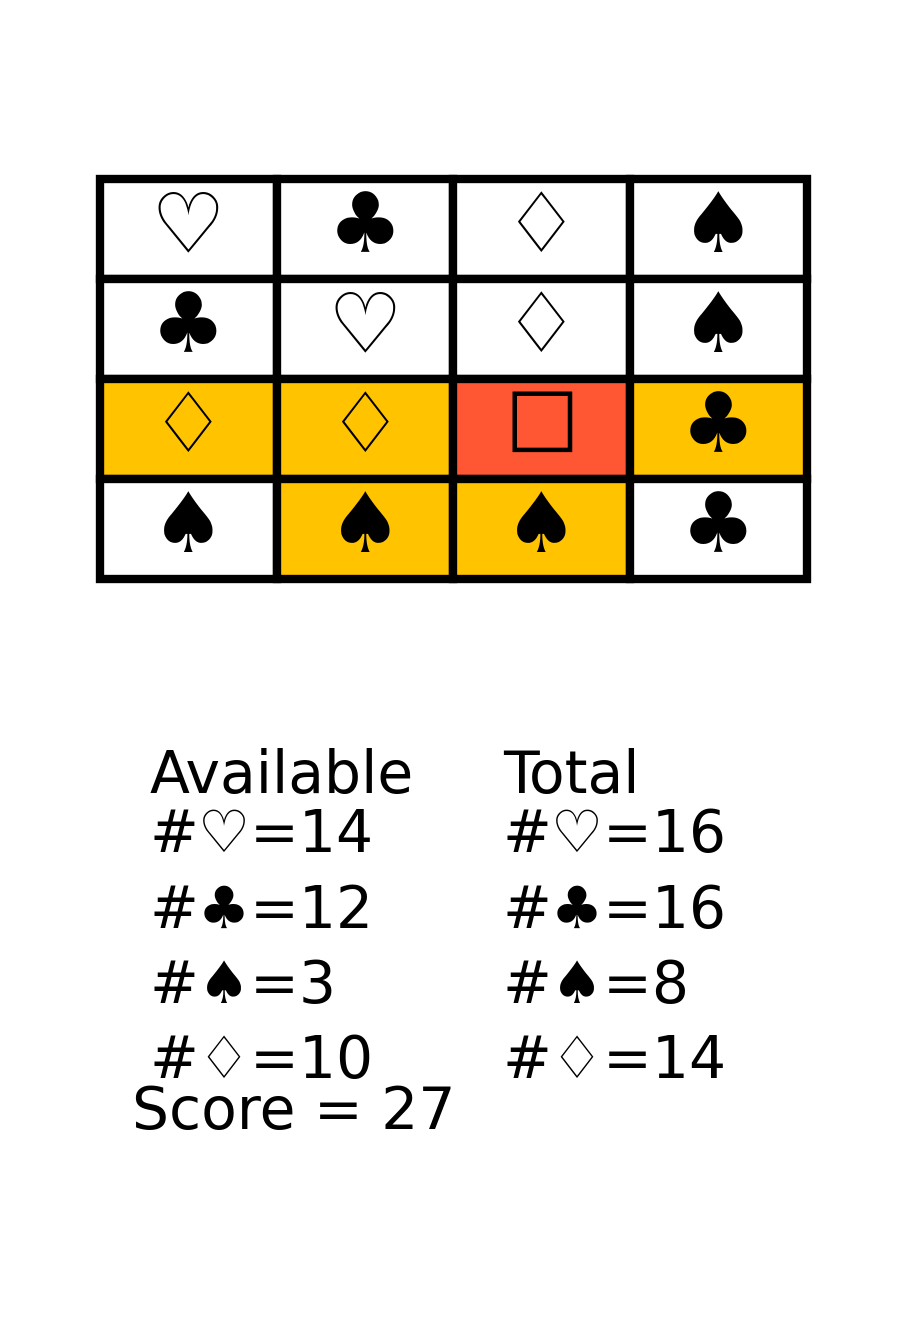 ♡ ♣ ♢ ♠
♣ ♡ ♢ ♠
♢ ♢ □ ♣
♠ ♠ ♠ ♣
Available Total
#♡=14 #♡=16
#♣=12 #♣=16
#♠=3 #♠=8
#♢=10 #♢=14
Score = 27